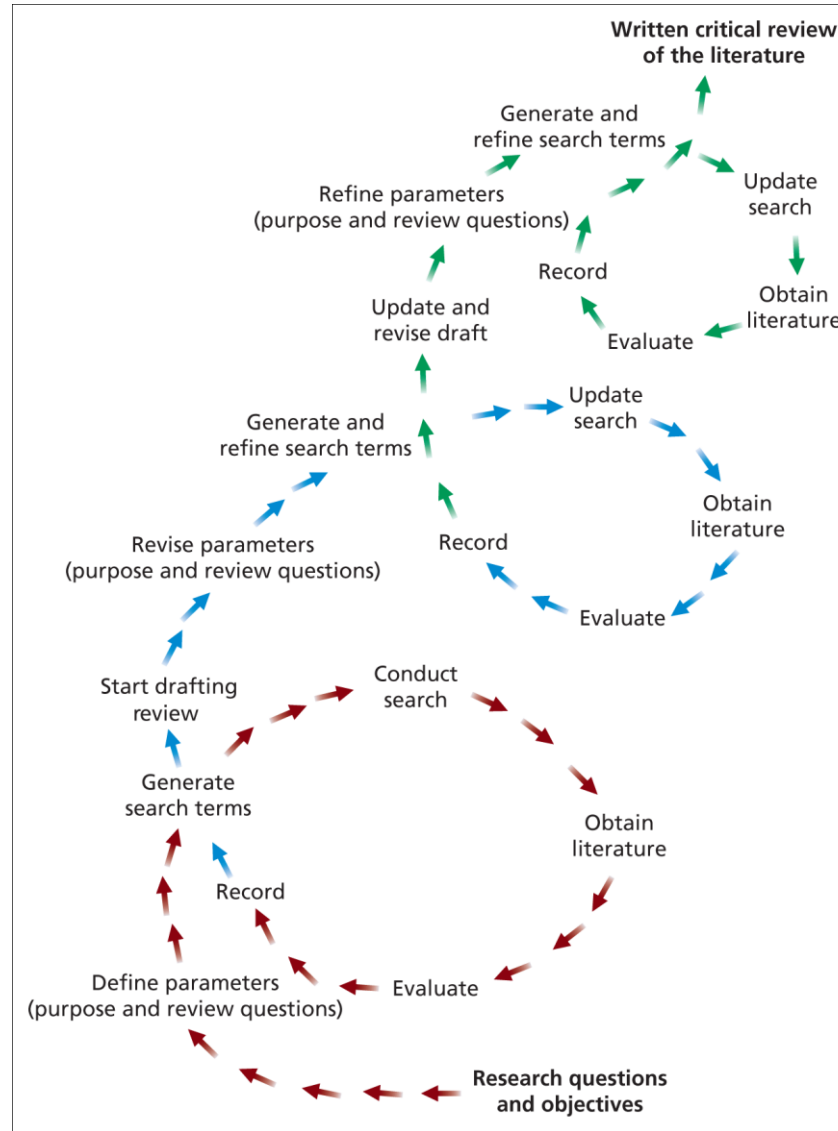 Written critical review
of the literature
Generate and
refine search terms
Update
search
Refine parameters
(purpose and review questions)
Record
Obtain
literature
Update and
revise draft
Evaluate
Generate and
refine search terms
Update
search
Obtain
literature
Revise parameters
(purpose and review questions)
Record
Evaluate
Start drafting
review
Conduct
search
Generate
search terms
Obtain
literature
Record
Define parameters
(purpose and review questions)
Evaluate
Research questions
and objectives